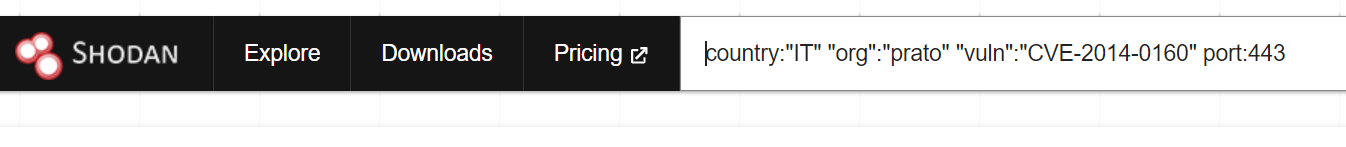 SHODAN Explore Downloads Pricing country:"IT" "org":"prato" "vuln":"CVE-2014-0160" port:443